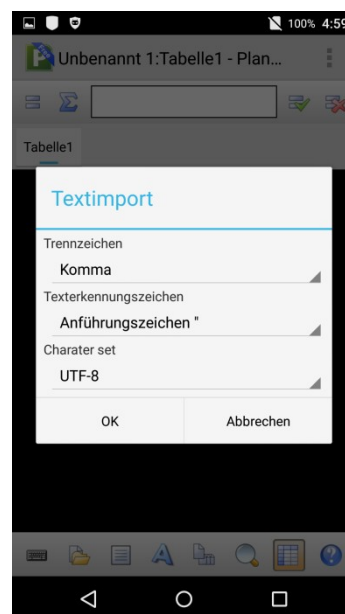 100% 4:59
Unbenannt 1:Tabelle1 - Plan...
Tabelle1
Textimport
Trennzeichen
Komma
Texterkennungszeichen
Anführungszeichen "
Charater set
UTF-8
OK Abbrechen